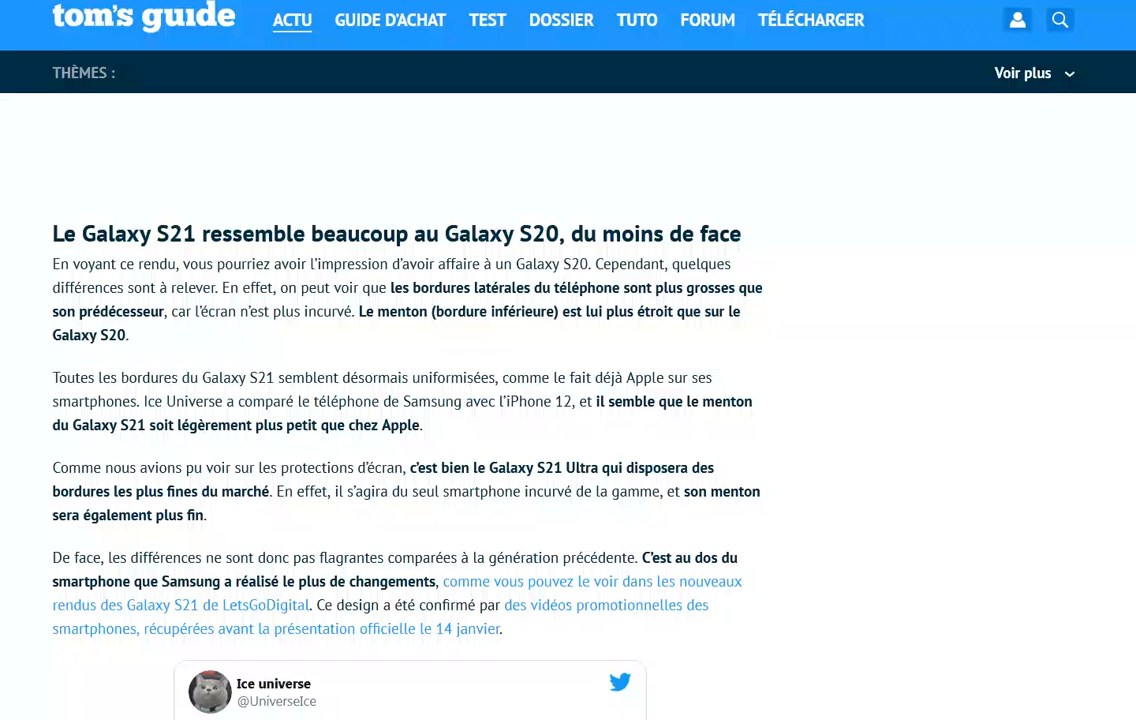 tom's guide
ACTU GUIDE D'ACHAT TEST DOSSIER TUTO FORUM TÉLÉCHARGER
THÈMES :
Voir plus
Le Galaxy S21 ressemble beaucoup au Galaxy S20, du moins de face
En voyant ce rendu, vous pourriez avoir l’impression d’avoir affaire à un Galaxy S20. Cependant, quelques
différences sont à relever. En effet, on peut voir que les bordures latérales du téléphone sont plus grosses que
son prédécesseur, car l’écran n’est plus incurvé. Le menton (bordure inférieure) est lui plus étroit que sur le
Galaxy S20.
Toutes les bordures du Galaxy S21 semblent désormais uniformisées, comme le fait déjà Apple sur ses
smartphones. Ice Universe a comparé le téléphone de Samsung avec l’iPhone 12, et il semble que le menton
du Galaxy S21 soit légèrement plus petit que chez Apple.
Comme nous avions pu voir sur les protections d’écran, c’est bien le Galaxy S21 Ultra qui disposera des
bordures les plus fines du marché. En effet, il s’agira du seul smartphone incurvé de la gamme, et son menton
sera également plus fin.
De face, les différences ne sont donc pas flagrantes comparées à la génération précédente. C’est au dos du
smartphone que Samsung a réalisé le plus de changements, comme vous pouvez le voir dans les nouveaux
rendus des Galaxy S21 de LetsGoDigital. Ce design a été confirmé par des vidéos promotionnelles des
smartphones, récupérées avant la présentation officielle le 14 janvier.
Ice universe
@UniverseIce